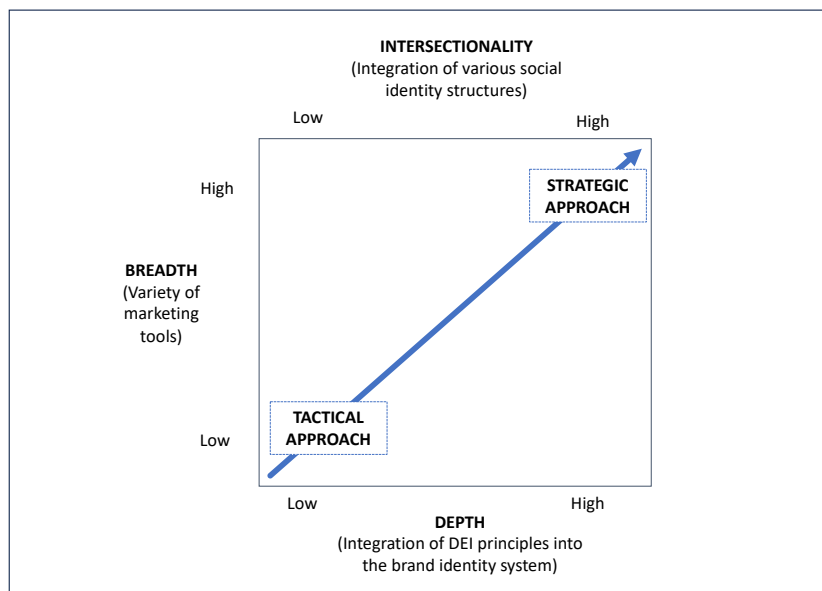 INTERSECTIONALITY
(Integration of various social
identity structures)
Low
High
High
STRATEGIC
APPROACH
BREADTH
(Variety of
marketing
tools)
TACTICAL
APPROACH
Low
Low
High
DEPTH
(Integration of DEI principles into
the brand identity system)